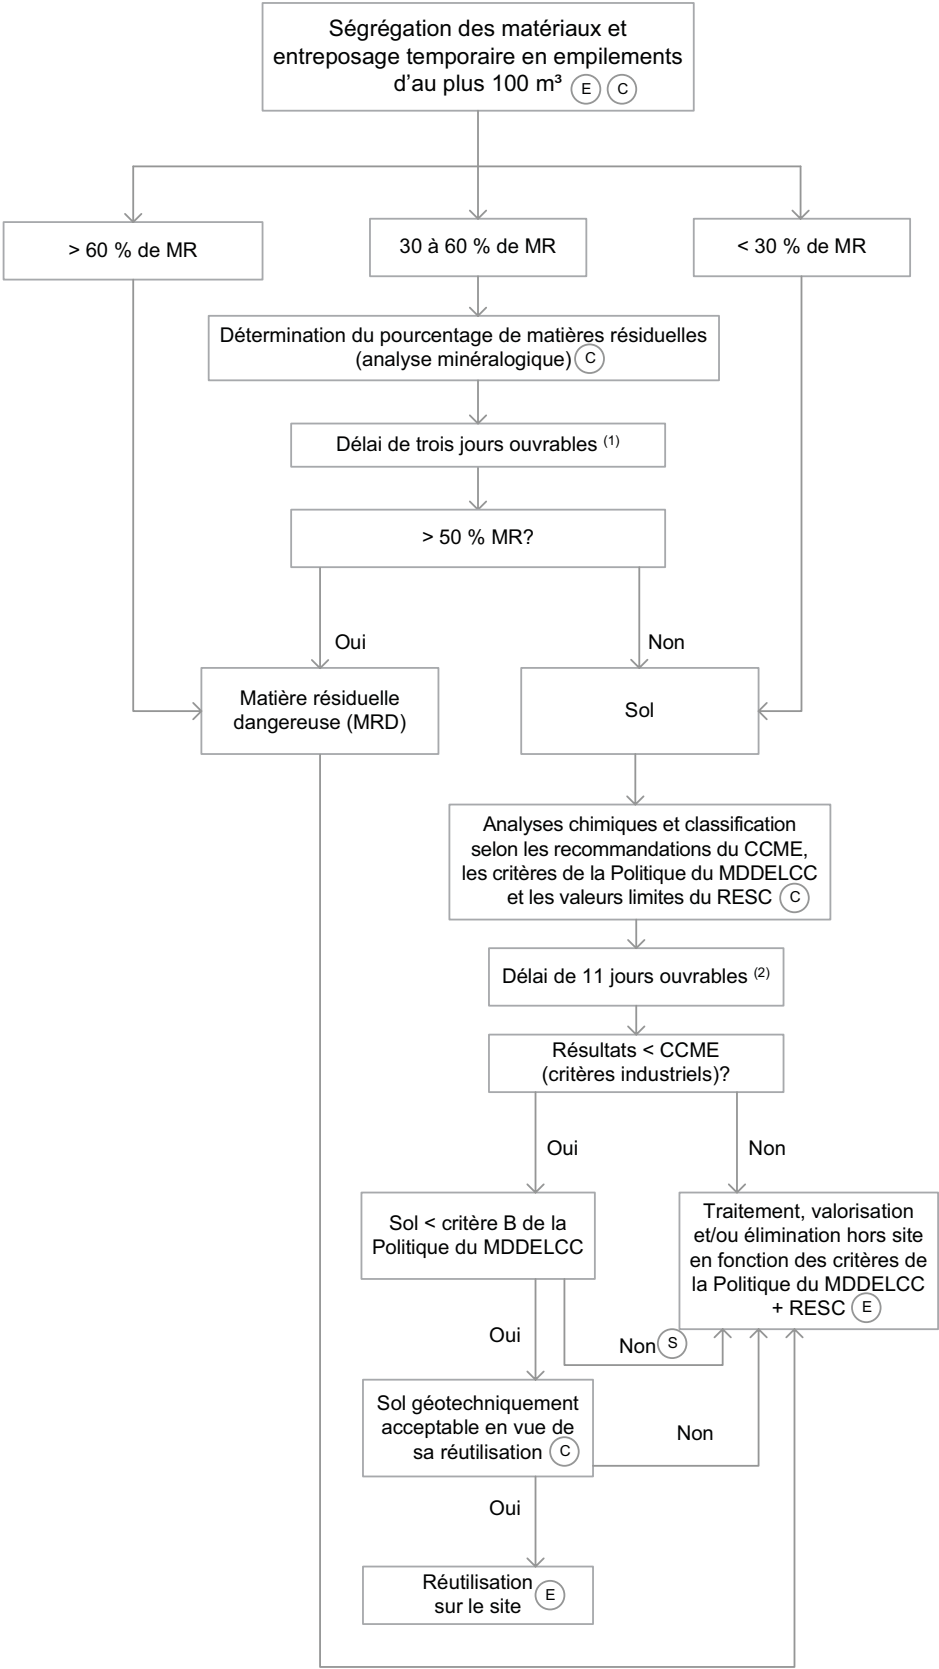 Ségrégation des matériaux et
entreposage temporaire en empilements
d'au plus 100 m³ E C
> 60 % de MR
30 à 60 % de MR
< 30 % de MR
Détermination du pourcentage de matières résiduelles
(analyse minéralogique) C
Délai de trois jours ouvrables (1)
> 50 % MR?
Oui
Non
Matière résiduelle
dangereuse (MRD)
Sol
Analyses chimiques et classification
selon les recommandations du CCME,
les critères de la Politique du MDDELCC
et les valeurs limites du RESC C
Délai de 11 jours ouvrables (2)
Résultats < CCME
(critères industriels)?
Oui
Non
Sol < critère B de la
Politique du MDDELCC
Traitement, valorisation
et/ou élimination hors site
en fonction des critères de
la Politique du MDDELCC
+ RESC E
Oui
Non S
Sol géotechniquement
acceptable en vue de
sa réutilisation C
Non
Oui
Réutilisation
sur le site E